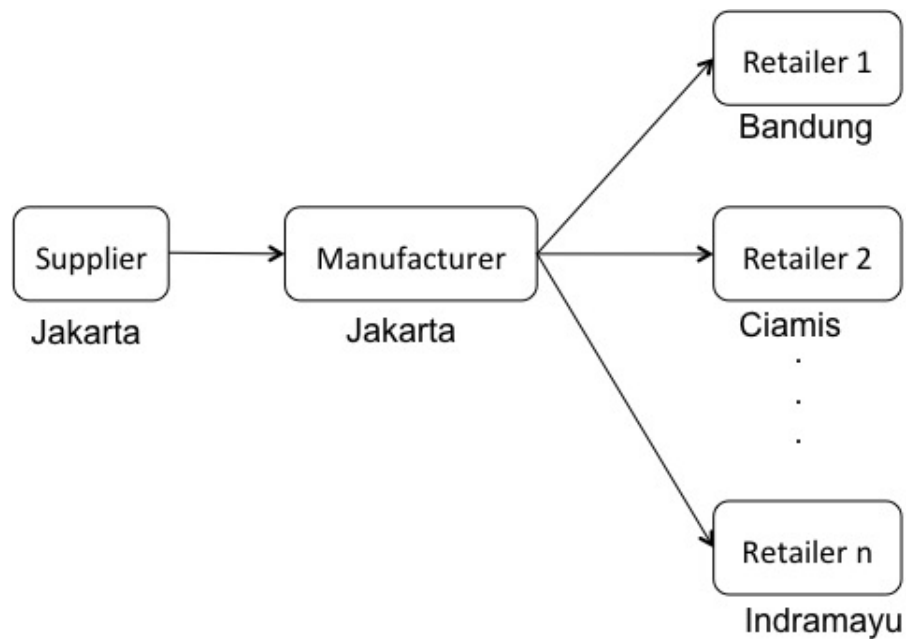 Retailer 1
Bandung
Supplier
Jakarta
Manufacturer
Jakarta
Retailer 2
Ciamis
.
.
.
Retailer n
Indramayu